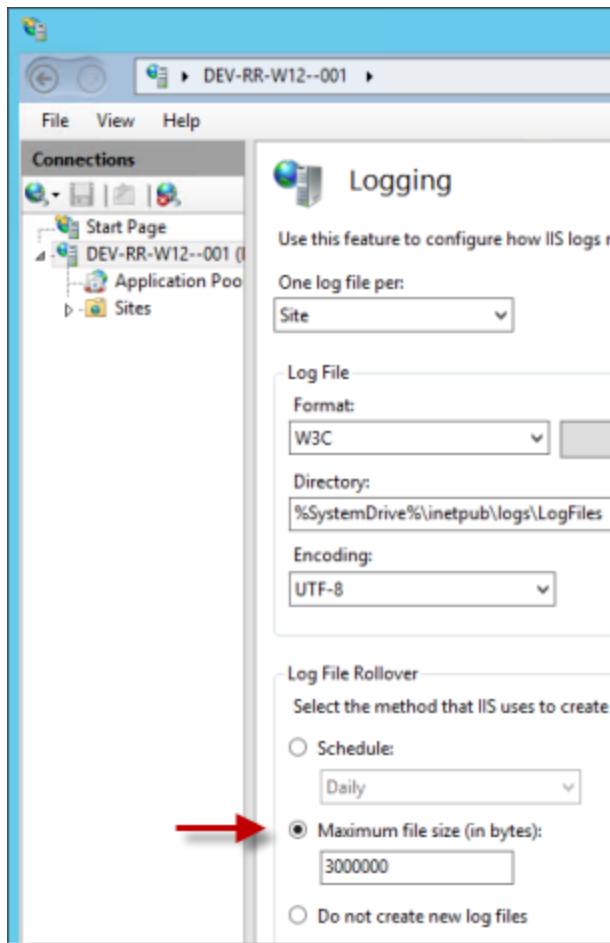 DEV-RR-W12--001
File View Help
Connections
Start Page
DEV-RR-W12--001 (
Application Poo
Sites
Logging
Use this feature to configure how IIS logs r
One log file per:
Site
Log File
Format:
W3C
Directory:
%SystemDrive%\inetpub\logs\LogFiles
Encoding:
UTF-8
Log File Rollover
Select the method that IIS uses to create
Schedule:
Daily
Maximum file size (in bytes):
3000000
Do not create new log files